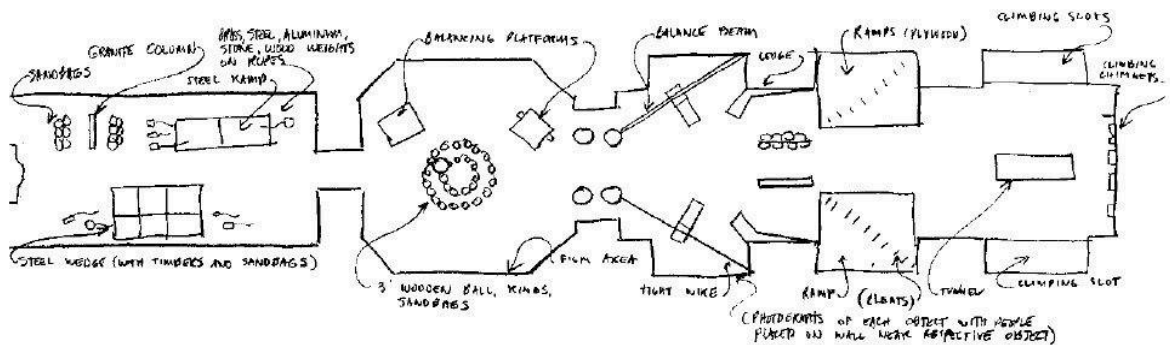 SANDBAGS
GRANITE COLUMN
BRASS, STEEL, ALUMINUM,
STONE, WOOD WEIGHTS
ON ROPES
STEEL RAMP
BALANCING PLATFORMS
BALANCE BEAM
LEDGE
RAMPS (PLYWOOD)
CLIMBING SLOTS
CLIMBING
CHIMNEYS
STEEL WEDGE (WITH TIMBERS AND SANDBAGS)
3' WOODEN BALL, RINGS,
SANDBAGS
FILM AREA
TIGHT WIRE
RAMP
(CLEATS)
TUNNEL
CLIMBING SLOT
(PHOTOGRAPHS OF EACH OBJECT WITH PEOPLE
PLACED ON WALL NEAR RESPECTIVE OBJECT)